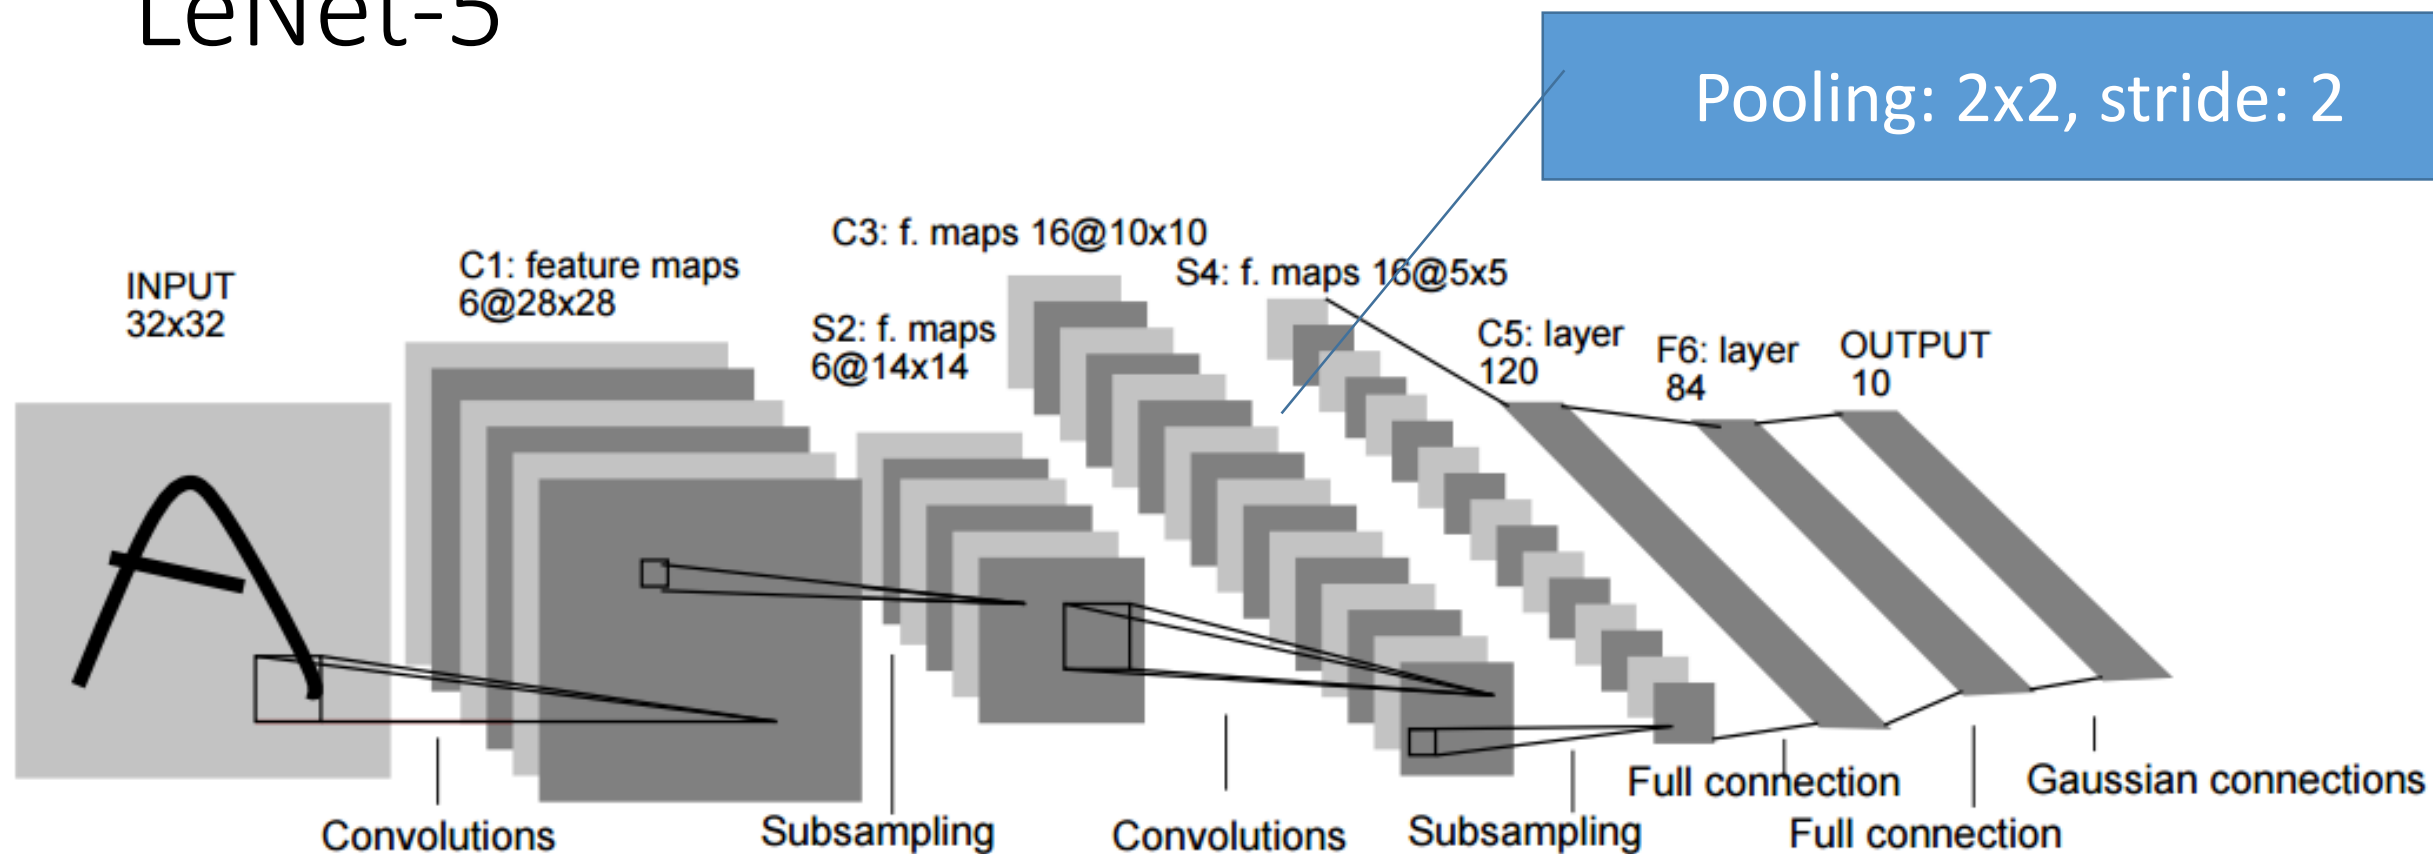 LeNet-5
Pooling: 2x2, stride: 2
INPUT
32x32
C1: feature maps
6@28x28
S2: f. maps
6@14x14
C3: f. maps 16@10x10
S4: f. maps 16@5x5
C5: layer
120
F6: layer
84
OUTPUT
10
Convolutions
Subsampling
Convolutions
Subsampling
Full connection
Full connection
Gaussian connections